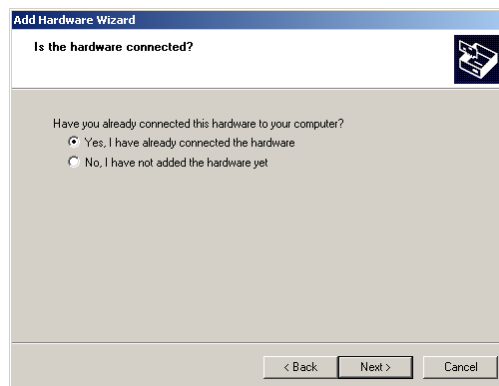 Add Hardware Wizard
Is the hardware connected?
Have you already connected this hardware to your computer?
Yes, I have already connected the hardware
No, I have not added the hardware yet
< Back
Next >
Cancel